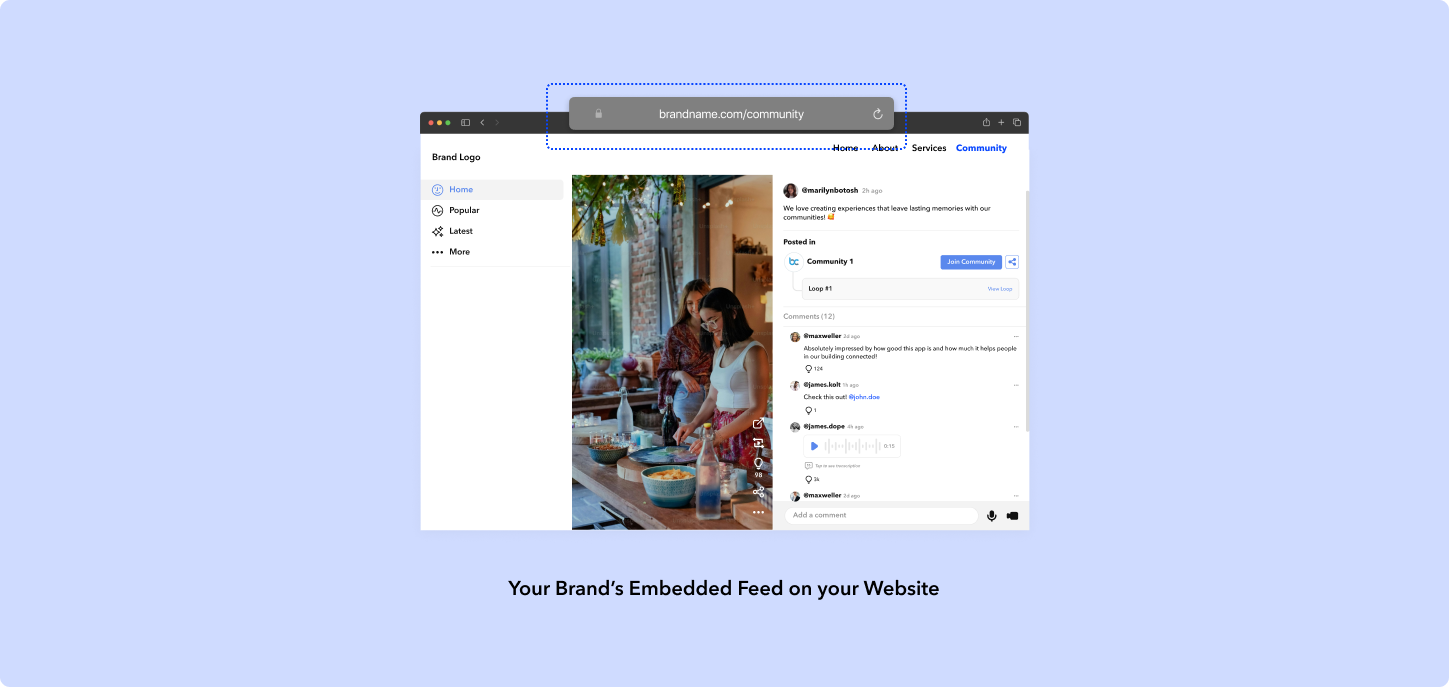 brandname.com/community
Home About Services Community
Brand Logo
Home
Popular
Latest
More
@marilynbotosh 2h ago
We love creating experiences that leave lasting memories with our
communities! 🥰
Posted in
bc Community 1
Join Community
Loop #1
View Loop
Comments (12)
@maxweller 2d ago
Absolutely impressed by how good this app is and how much it helps people
in our building connected!
124
@james.kolt 1h ago
Check this out! @john.doe
1
@james.dope 4h ago
0:15
Tap to see transcription
3k
@maxweller 2d ago
98
Add a comment
Your Brand’s Embedded Feed on your Website